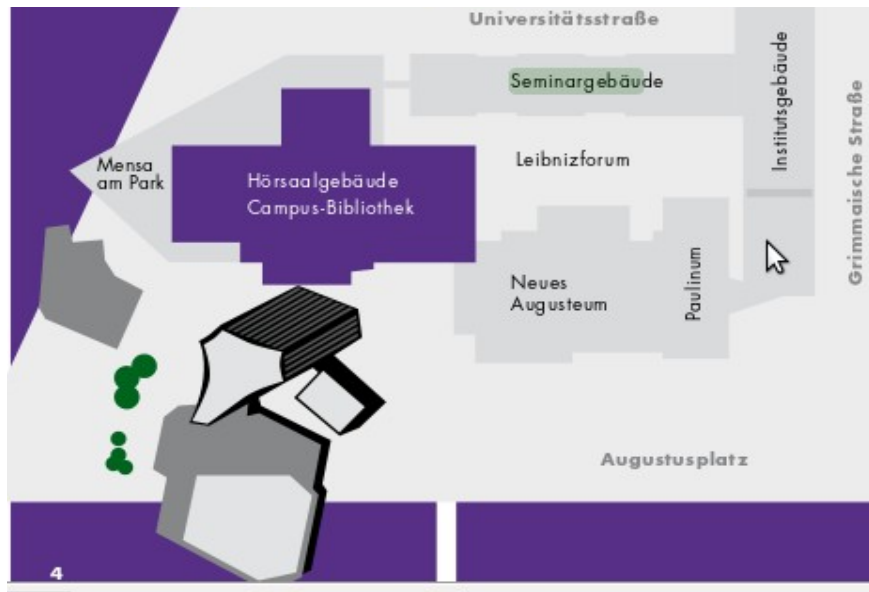 Universitätsstraße
Seminargebäude
Institutsgebäude
Grimmaische Straße
Mensa
am Park
Leibnizforum
Hörsaalgebäude
Campus-Bibliothek
Neues
Augusteum
Paulinum
Augustusplatz
4